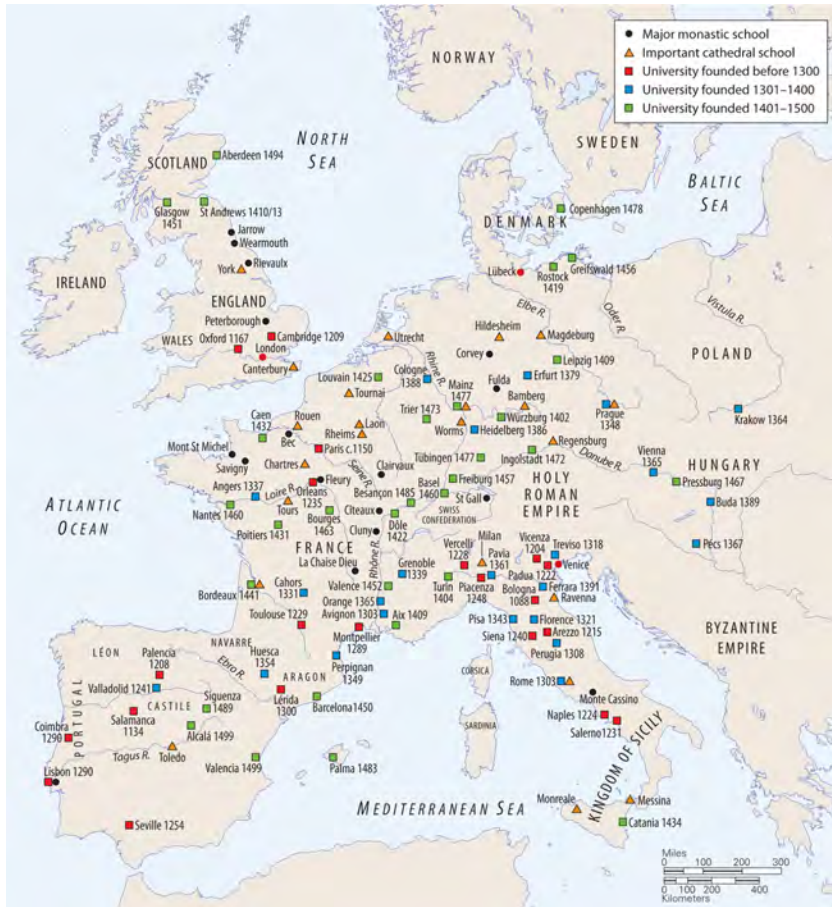 Major monastic school
Important cathedral school
University founded before 1300
University founded 1301–1400
University founded 1401–1500
NORWAY
SWEDEN
NORTH
SEA
BALTIC
SEA
SCOTLAND
Aberdeen 1494
Glasgow
1451
St Andrews 1410/13
Jarrow
Wearmouth
DENMARK
Copenhagen 1478
IRELAND
York
Rievaulx
Lübeck
Rostock
1419
Greifswald 1456
ENGLAND
Peterborough
WALES
Oxford 1167
Cambridge 1209
London
Canterbury
Utrecht
Hildesheim
Elbe R.
Magdeburg
Oder R.
Vistula R.
POLAND
Corvey
Leipzig 1409
Louvain 1425
Cologne
1388
Rhine R.
Fulda
Erfurt 1379
Tournai
Mainz
1477
Bamberg
Prague
1348
Krakow 1364
Caen
1432
Rouen
Laon
Trier 1473
Würzburg 1402
Bec
Rheims
Worms
Heidelberg 1386
Regensburg
Mont St Michel
Paris c.1150
Savigny
Chartres
Seine R.
Clairvaux
Tübingen 1477
Ingolstadt 1472
Danube R.
Vienna
1365
HUNGARY
Pressburg 1467
Angers 1337
Loire R.
Fleury
Orleans
1235
Besançon 1485
Basel
1460
Freiburg 1457
St Gall
HOLY
ROMAN
EMPIRE
Buda 1389
ATLANTIC
OCEAN
Nantes 1460
Tours
Bourges
1463
Citeaux
Dôle
1422
SWISS
CONFEDERATION
Poitiers 1431
Cluny
Pécs 1367
FRANCE
La Chaise Dieu
Rhône R.
Grenoble
1339
Vercelli
1228
Milan
Pavia
1361
Vicenza
1204
Treviso 1318
Venice
Padua 1222
Bordeaux 1441
Cahors
1331
Valence 1452
Turin
1404
Piacenza
1248
Bologna
1088
Ferrara 1391
Ravenna
Orange 1365
Avignon 1303
Aix 1409
Toulouse 1229
Montpellier
1289
Pisa 1343
Florence 1321
Siena 1240
Arezzo 1215
Perugia 1308
BYZANTINE
EMPIRE
LÉON
Palencia
1208
NAVARRE
Huesca
1354
Ebro R.
ARAGON
Perpignan
1349
CORSICA
Rome 1303
Valladolid 1241
CASTILE
Siguenza
1489
Lérida
1300
Barcelona1450
Monte Cassino
PORTUGAL
Salamanca
1134
Alcalá 1499
SARDINIA
Naples 1224
Salerno1231
Coimbra
1290
Tagus R.
Toledo
Lisbon 1290
Valencia 1499
Palma 1483
KINGDOM OF SICILY
MEDITERRANEAN SEA
Monreale
Messina
Seville 1254
Catania 1434
Miles
0 100 200 300
0 100 200 400
Kilometers